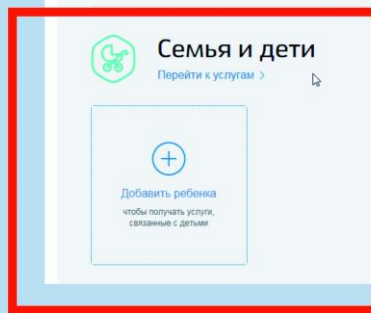 Семья и дети
Перейти к услугам >
Добавить ребенка
чтобы получать услуги,
связанные с детьми